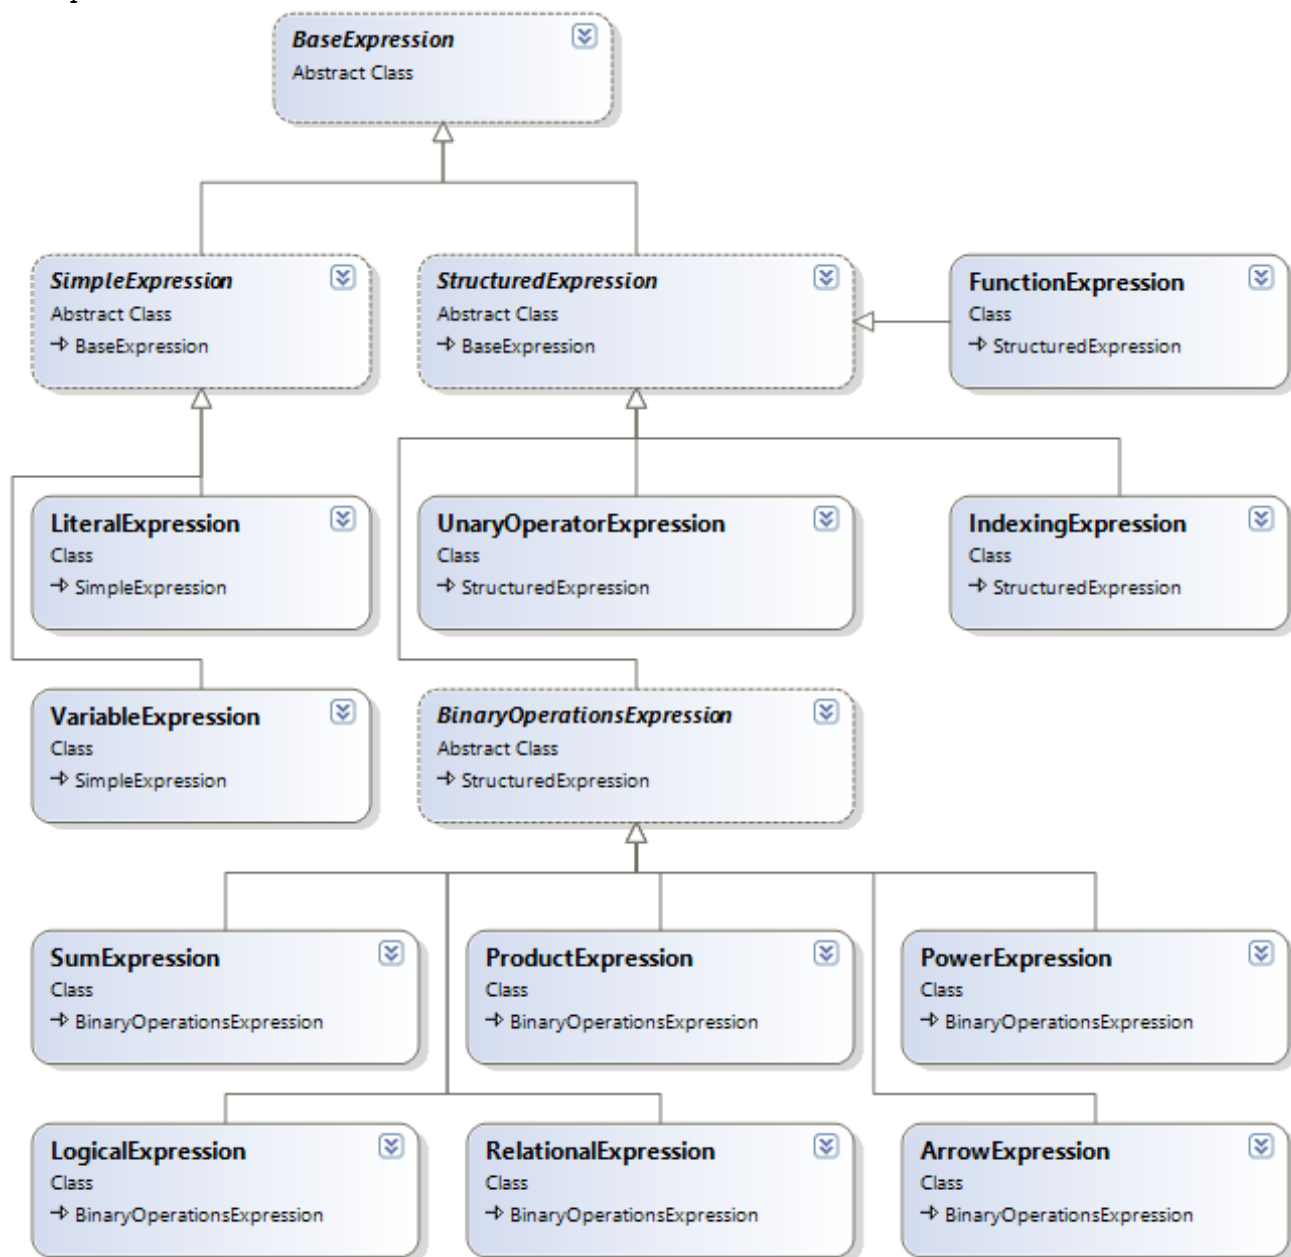 BaseExpression
Abstract Class
SimpleExpression
Abstract Class
BaseExpression
StructuredExpression
Abstract Class
BaseExpression
FunctionExpression
Class
StructuredExpression
LiteralExpression
Class
SimpleExpression
UnaryOperatorExpression
Class
StructuredExpression
IndexingExpression
Class
StructuredExpression
VariableExpression
Class
SimpleExpression
BinaryOperationsExpression
Abstract Class
StructuredExpression
SumExpression
Class
BinaryOperationsExpression
ProductExpression
Class
BinaryOperationsExpression
PowerExpression
Class
BinaryOperationsExpression
LogicalExpression
Class
BinaryOperationsExpression
RelationalExpression
Class
BinaryOperationsExpression
ArrowExpression
Class
BinaryOperationsExpression